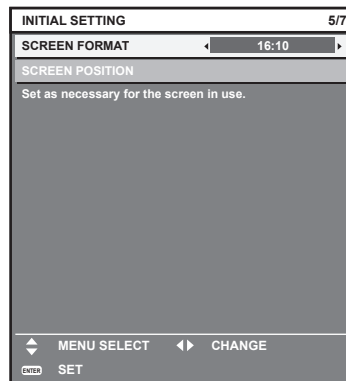 INITIAL SETTING 5/7
SCREEN FORMAT 16:10
SCREEN POSITION
Set as necessary for the screen in use.
MENU SELECT CHANGE
ENTER SET